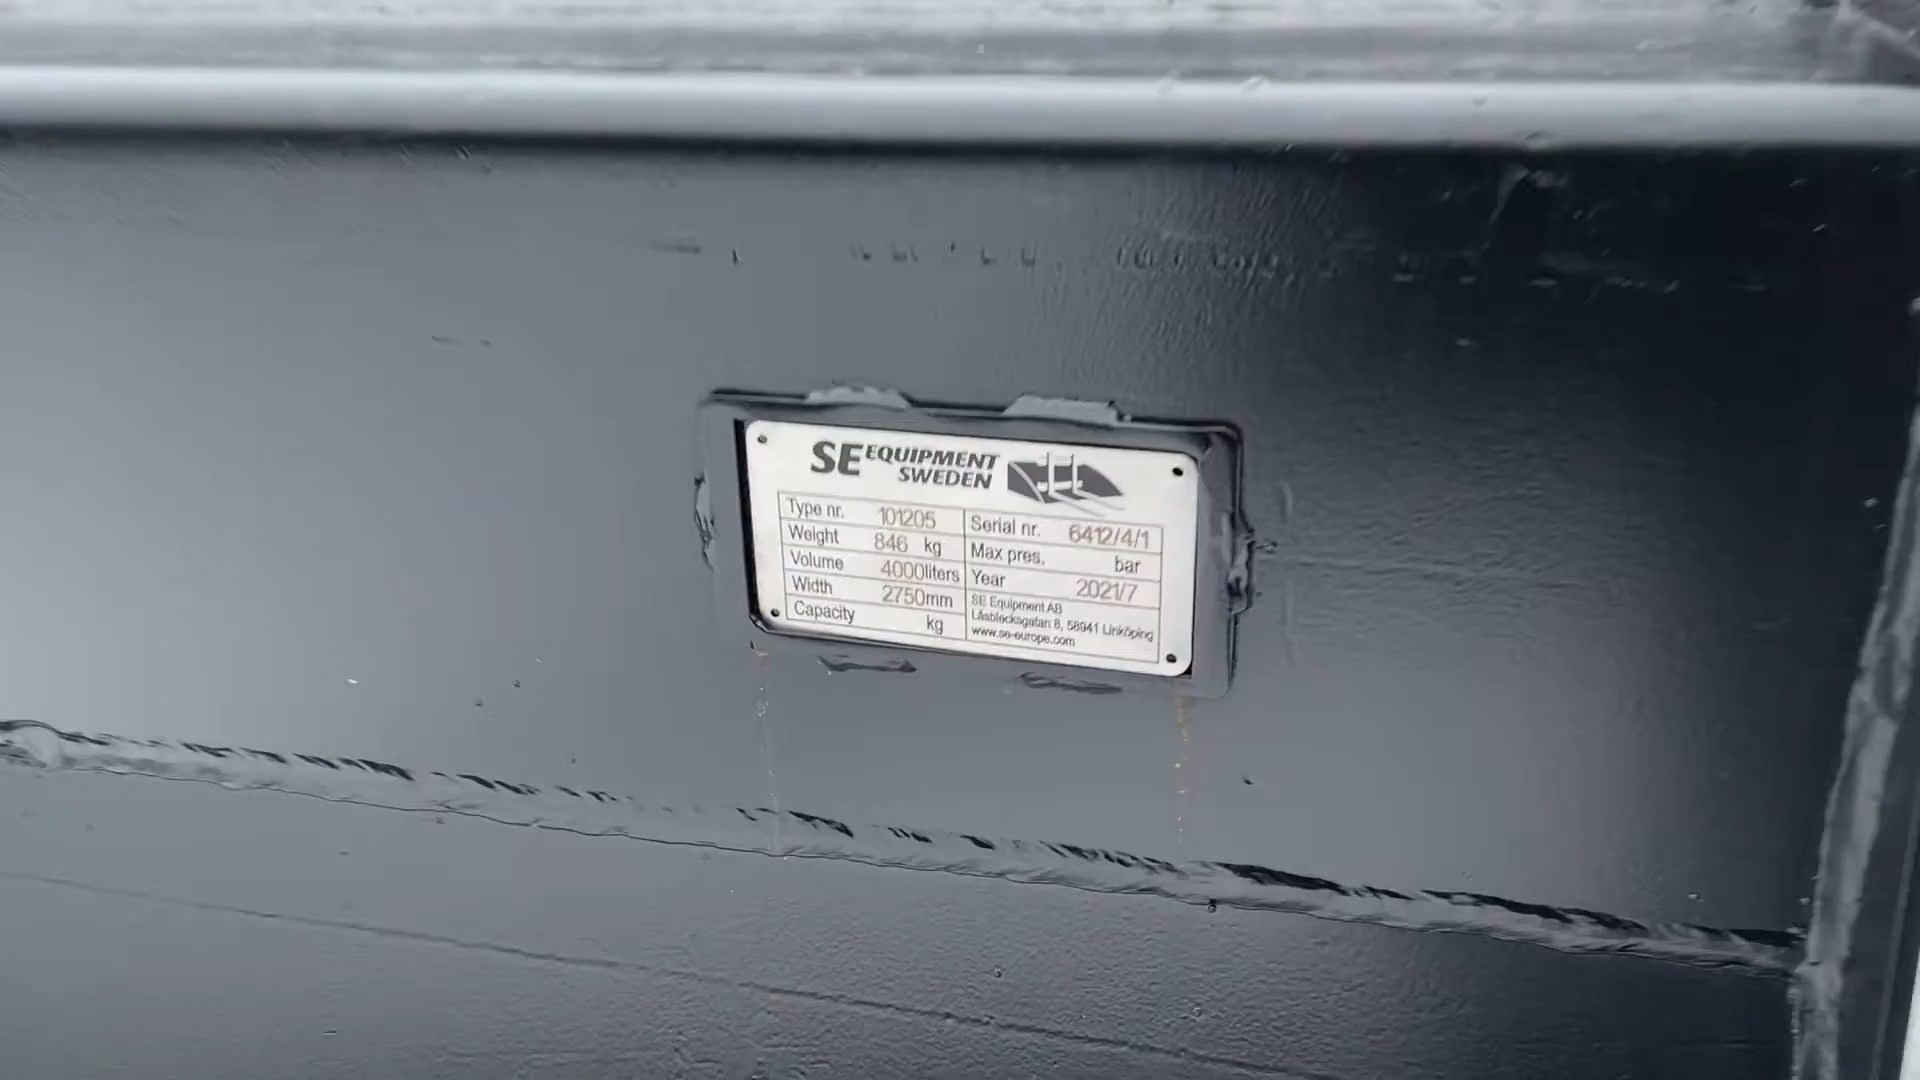 SE EQUIPMENT
SWEDEN
Type nr. 101205
Weight 846 kg
Volume 4000liters
Width 2750mm
Capacity kg
Serial nr. 6412/4/1
Max pres. bar
Year 2021/7
SE Equipment AB
Låsblecksgatan 8, 58941 Linköping
www.se-europe.com